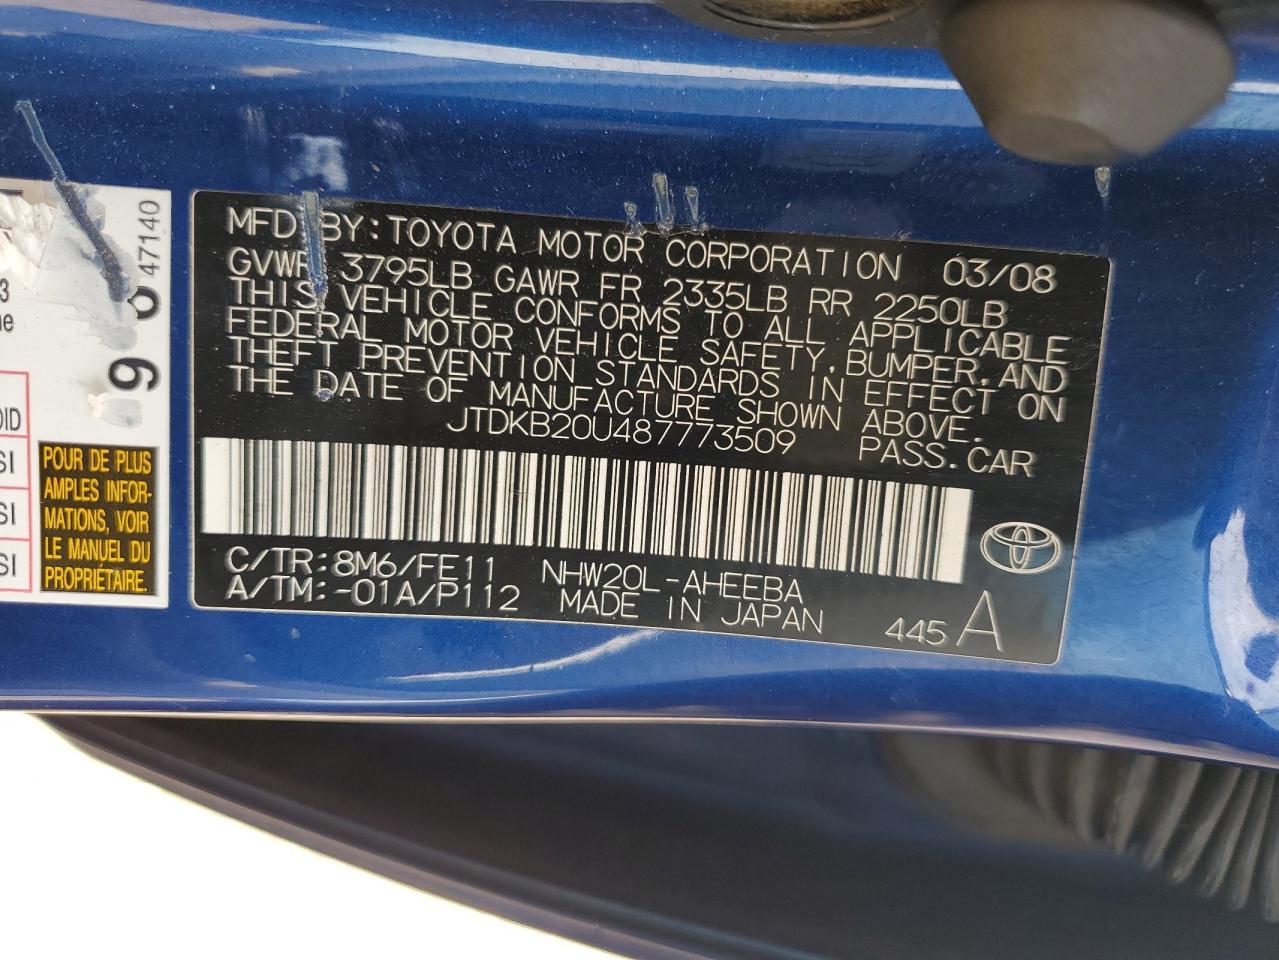 MFD BY: TOYOTA MOTOR CORPORATION 03/08
GVWR 3795LB GAWR FR 2335LB RR 2250LB
THIS VEHICLE CONFORMS TO ALL APPLICABLE
FEDERAL MOTOR VEHICLE SAFETY, BUMPER, AND
THEFT PREVENTION STANDARDS IN EFFECT ON
THE DATE OF MANUFACTURE SHOWN ABOVE.
JTDKB20U487773509 PASS. CAR
C/TR: 8M6/FE11 NHW20L-AHEEBA
A/TM: -01A/P112 MADE IN JAPAN 445 A
47140
POUR DE PLUS
AMPLES INFOR-
MATIONS, VOIR
LE MANUEL DU
PROPRIÉTAIRE.